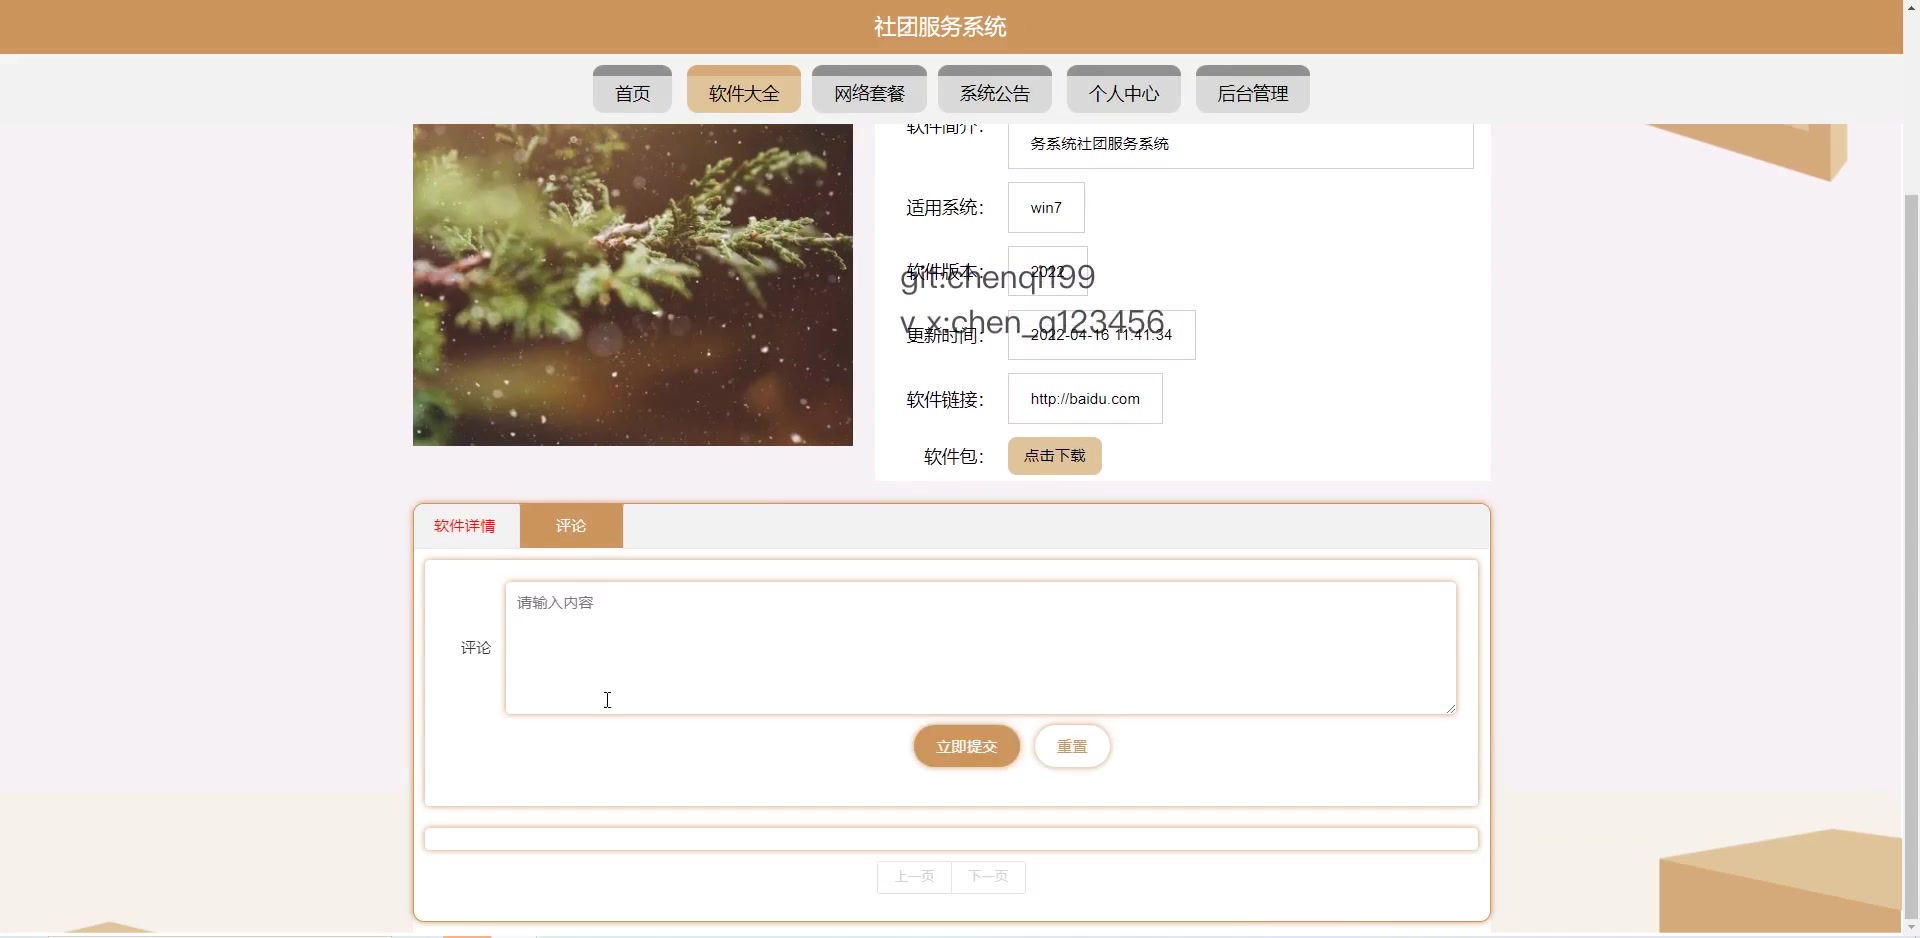 社团服务系统
首页
软件大全
网络套餐
系统公告
个人中心
后台管理
软件简介：
务系统社团服务系统
适用系统：
win7
软件版本：
2022
git:chenqi199
v_x:chen_q123456
更新时间：
2022-04-16 11:41:34
软件链接：
http://baidu.com
软件包：
点击下载
软件详情
评论
评论
请输入内容
立即提交
重置
上一页
下一页